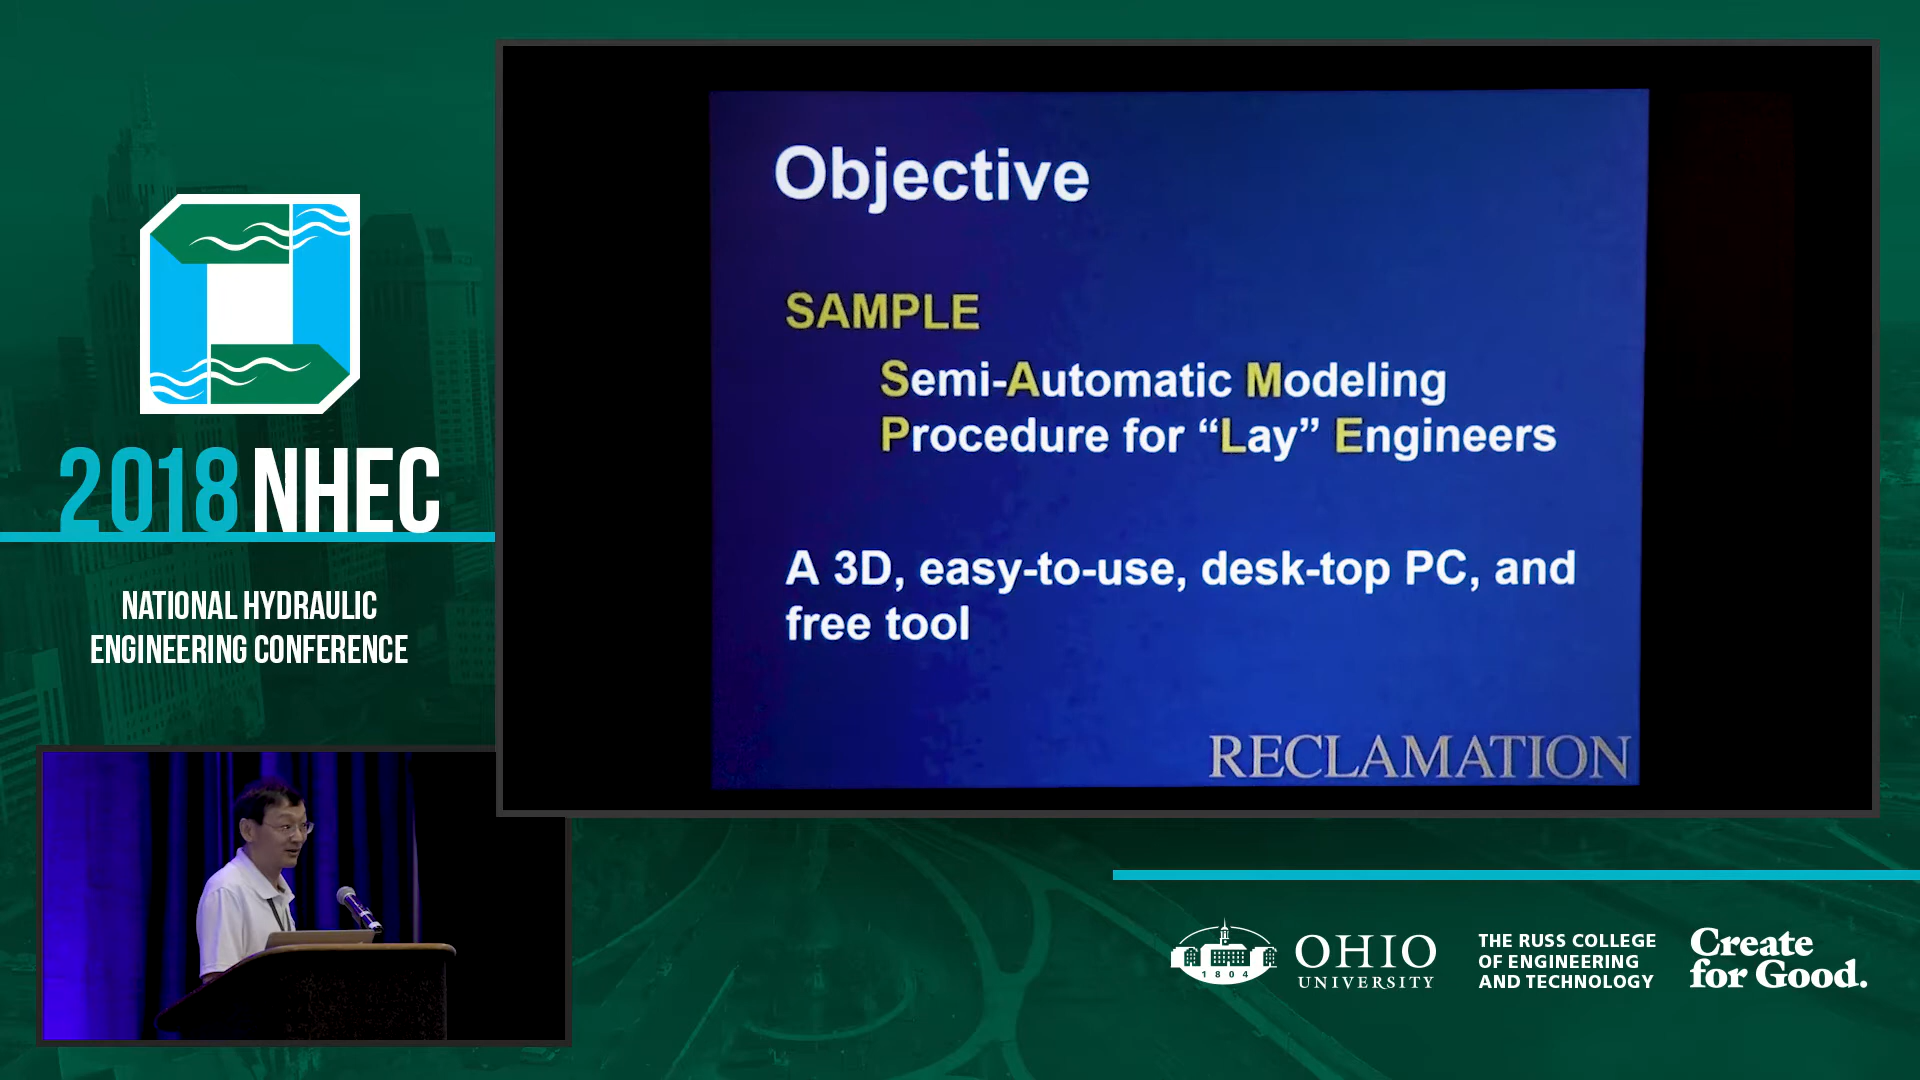 2018 NHEC
NATIONAL HYDRAULIC
ENGINEERING CONFERENCE
Objective
SAMPLE
Semi-Automatic Modeling
Procedure for “Lay” Engineers
A 3D, easy-to-use, desk-top PC, and
free tool
RECLAMATION
1804
OHIO
UNIVERSITY
THE RUSS COLLEGE
OF ENGINEERING
AND TECHNOLOGY
Create
for Good.